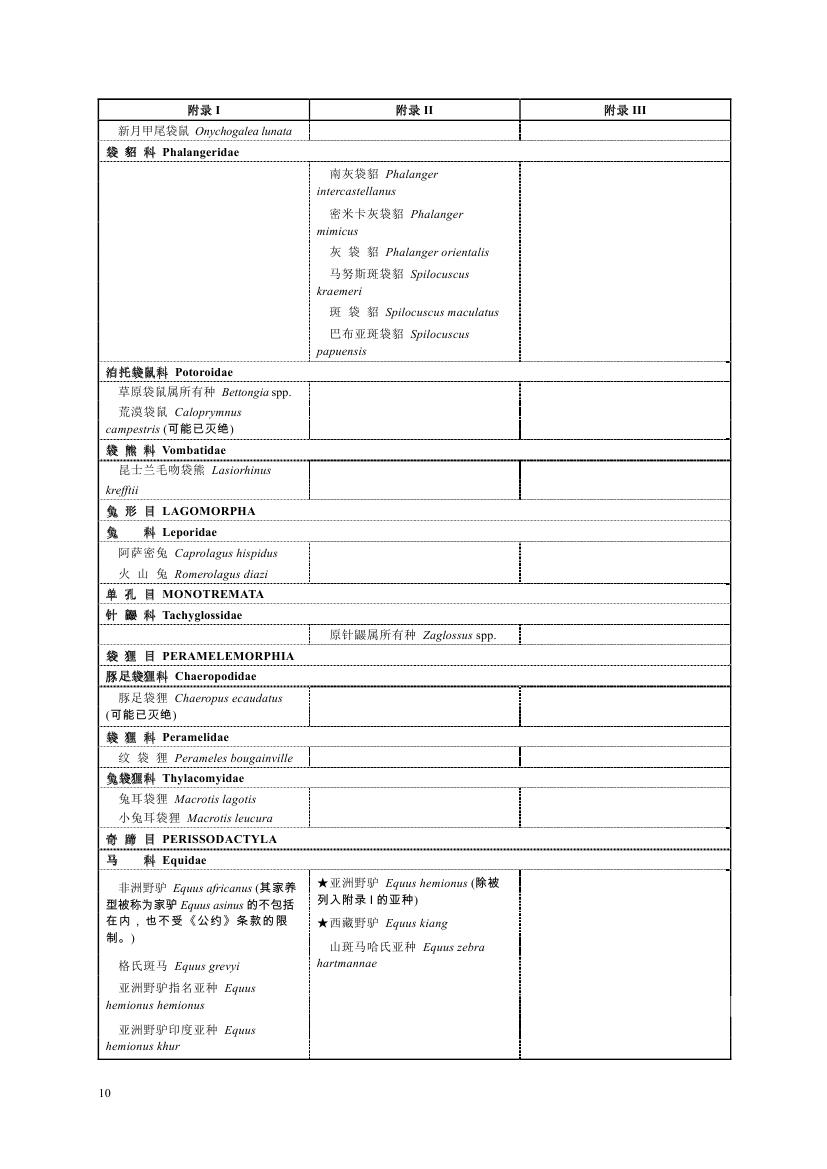 附录 I 附录 II 附录 III
新月甲尾袋鼠 Onychogalea lunata
袋 貂 科 Phalangeridae
南灰袋貂 Phalanger
intercastellanus
密米卡灰袋貂 Phalanger
mimicus
灰 袋 貂 Phalanger orientalis
马努斯斑袋貂 Spilocuscus
kraemeri
斑 袋 貂 Spilocuscus maculatus
巴布亚斑袋貂 Spilocuscus
papuensis
泊托袋鼠科 Potoroidae
草原袋鼠属所有种 Bettongia spp.
荒漠袋鼠 Caloprymnus
campestris (可能已灭绝)
袋 熊 科 Vombatidae
昆士兰毛吻袋熊 Lasiorhinus
krefftii
兔 形 目 LAGOMORPHA
兔 科 Leporidae
阿萨密兔 Caprolagus hispidus
火 山 兔 Romerolagus diazi
单 孔 目 MONOTREMATA
针 鼹 科 Tachyglossidae
原针鼹属所有种 Zaglossus spp.
袋 狸 目 PERAMELEMORPHIA
豚足袋狸科 Chaeropodidae
豚足袋狸 Chaeropus ecaudatus
(可能已灭绝)
袋 狸 科 Peramelidae
纹 袋 狸 Perameles bougainville
兔袋狸科 Thylacomyidae
兔耳袋狸 Macrotis lagotis
小兔耳袋狸 Macrotis leucura
奇 蹄 目 PERISSODACTYLA
马 科 Equidae
非洲野驴 Equus africanus (其家养
型被称为家驴 Equus asinus 的不包括
在内，也不受《公约》条款的限
制。)
格氏斑马 Equus grevyi
亚洲野驴指名亚种 Equus
hemionus hemionus
亚洲野驴印度亚种 Equus
hemionus khur
★亚洲野驴 Equus hemionus (除被
列入附录 I 的亚种)
★西藏野驴 Equus kiang
山斑马哈氏亚种 Equus zebra
hartmannae
10